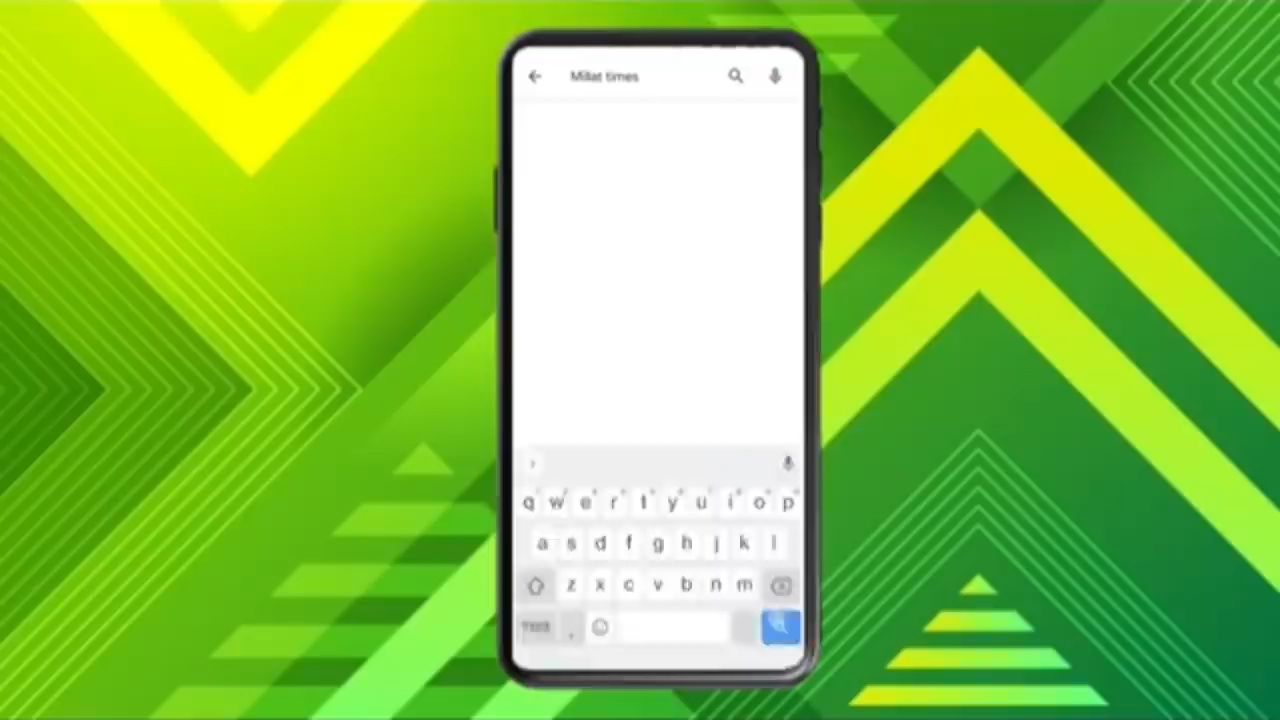 Millat times
q w e r t y u i o p
a s d f g h j k l
z x c v b n m
,